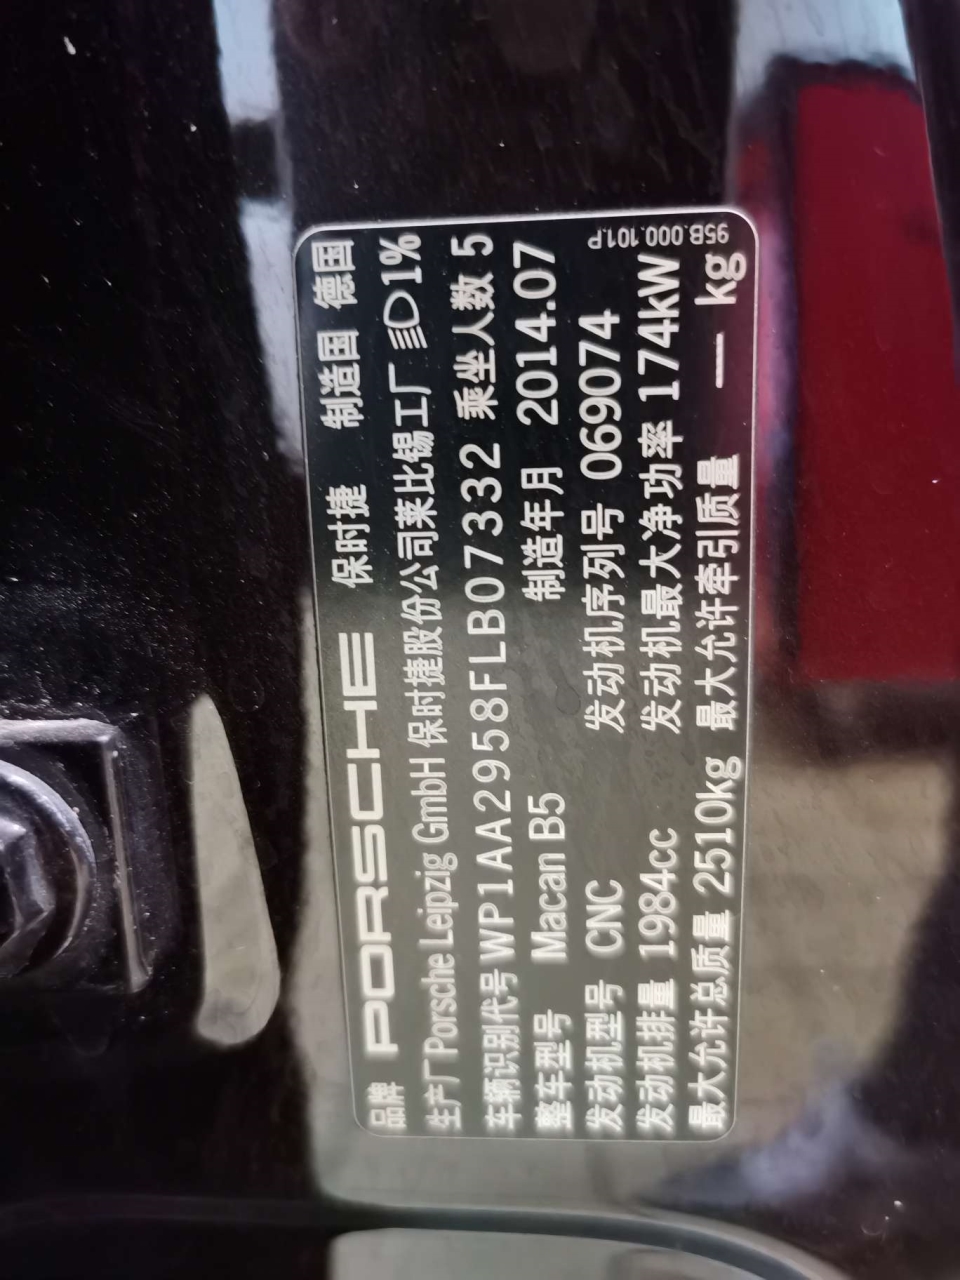 品牌 PORSCHE 保时捷 制造国 德国
生产厂 Porsche Leipzig GmbH 保时捷股份公司莱比锡工厂 1%
车辆识别代号 WP1AA2958FLB07332 乘坐人数 5
整车型号 Macan B5 制造年月 2014.07
发动机型号 CNC 发动机序列号 069074
发动机排量 1984cc 发动机最大净功率 174kW
最大允许总质量 2510kg 最大允许牵引质量 — kg
95B.000.101.P